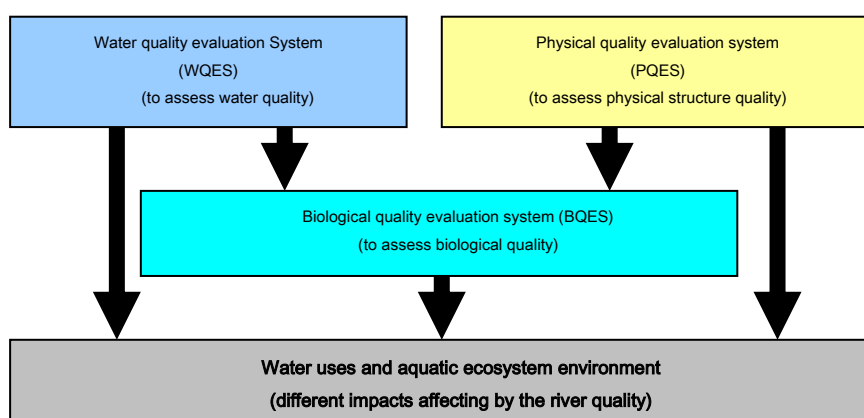 Water quality evaluation System
(WQES)
(to assess water quality)
Physical quality evaluation system
(PQES)
(to assess physical structure quality)
Biological quality evaluation system (BQES)
(to assess biological quality)
Water uses and aquatic ecosystem environment
(different impacts affecting by the river quality)